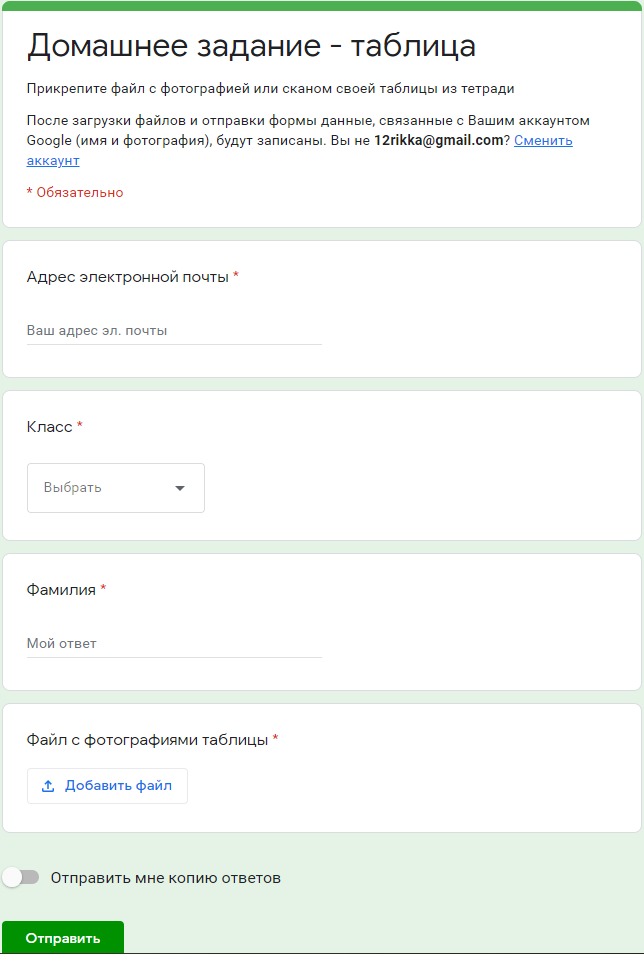 Домашнее задание - таблица
Прикрепите файл с фотографией или сканом своей таблицы из тетради
После загрузки файлов и отправки формы данные, связанные с Вашим аккаунтом
Google (имя и фотография), будут записаны. Вы не 12rikka@gmail.com? Сменить
аккаунт
* Обязательно
Адрес электронной почты *
Ваш адрес эл. почты
Класс *
Выбрать
Фамилия *
Мой ответ
Файл с фотографиями таблицы *
Добавить файл
Отправить мне копию ответов
Отправить